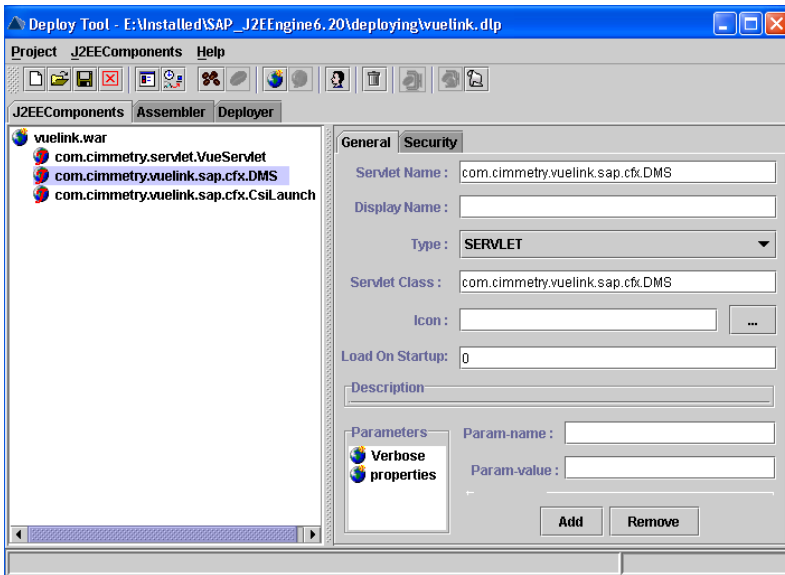 Deploy Tool - E:\Installed\SAP_J2EEngine6.20\deploying\vuelink.dlp
Project J2EEComponents Help
J2EEComponents Assembler Deployer
vuelink.war
com.cimmetry.servlet.VueServlet
com.cimmetry.vuelink.sap.cfx.DMS
com.cimmetry.vuelink.sap.cfx.CsiLaunch
General Security
Servlet Name : com.cimmetry.vuelink.sap.cfx.DMS
Display Name :
Type : SERVLET
Servlet Class : com.cimmetry.vuelink.sap.cfx.DMS
Icon : ...
Load On Startup: 0
Description
Parameters
Verbose
properties
Param-name :
Param-value :
Add Remove